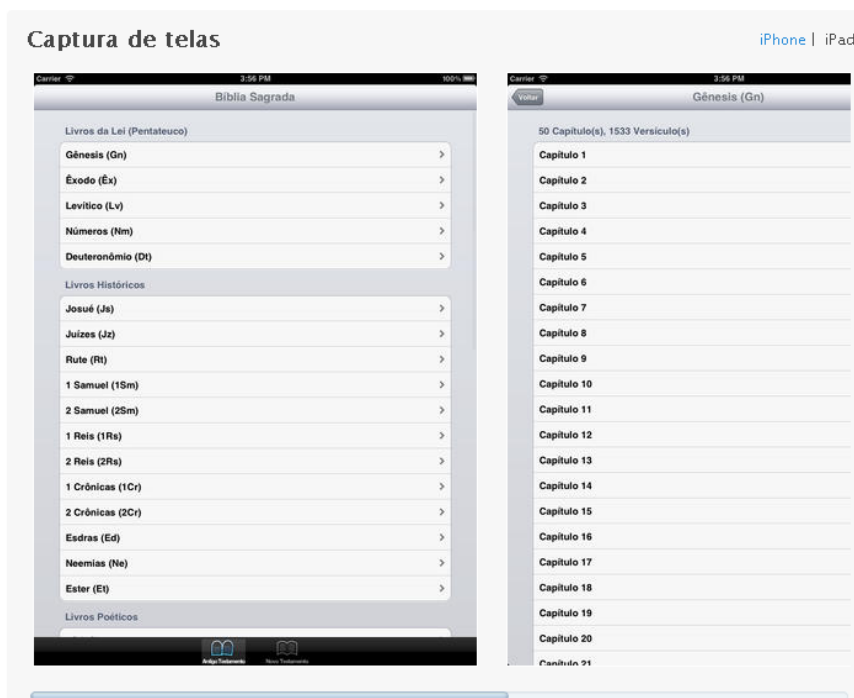 Captura de telas
iPhone | iPad
Carrier 3:56 PM 100%
Bíblia Sagrada
Livros da Lei (Pentateuco)
Gênesis (Gn)
Êxodo (Êx)
Levítico (Lv)
Números (Nm)
Deuteronômio (Dt)
Livros Históricos
Josué (Js)
Juízes (Jz)
Rute (Rt)
1 Samuel (1Sm)
2 Samuel (2Sm)
1 Reis (1Rs)
2 Reis (2Rs)
1 Crônicas (1Cr)
2 Crônicas (2Cr)
Esdras (Ed)
Neemias (Ne)
Ester (Et)
Livros Poéticos
Antigo Testamento Novo Testamento
Carrier 3:56 PM
Voltar Gênesis (Gn)
50 Capítulo(s), 1533 Versículo(s)
Capítulo 1
Capítulo 2
Capítulo 3
Capítulo 4
Capítulo 5
Capítulo 6
Capítulo 7
Capítulo 8
Capítulo 9
Capítulo 10
Capítulo 11
Capítulo 12
Capítulo 13
Capítulo 14
Capítulo 15
Capítulo 16
Capítulo 17
Capítulo 18
Capítulo 19
Capítulo 20
Capítulo 21